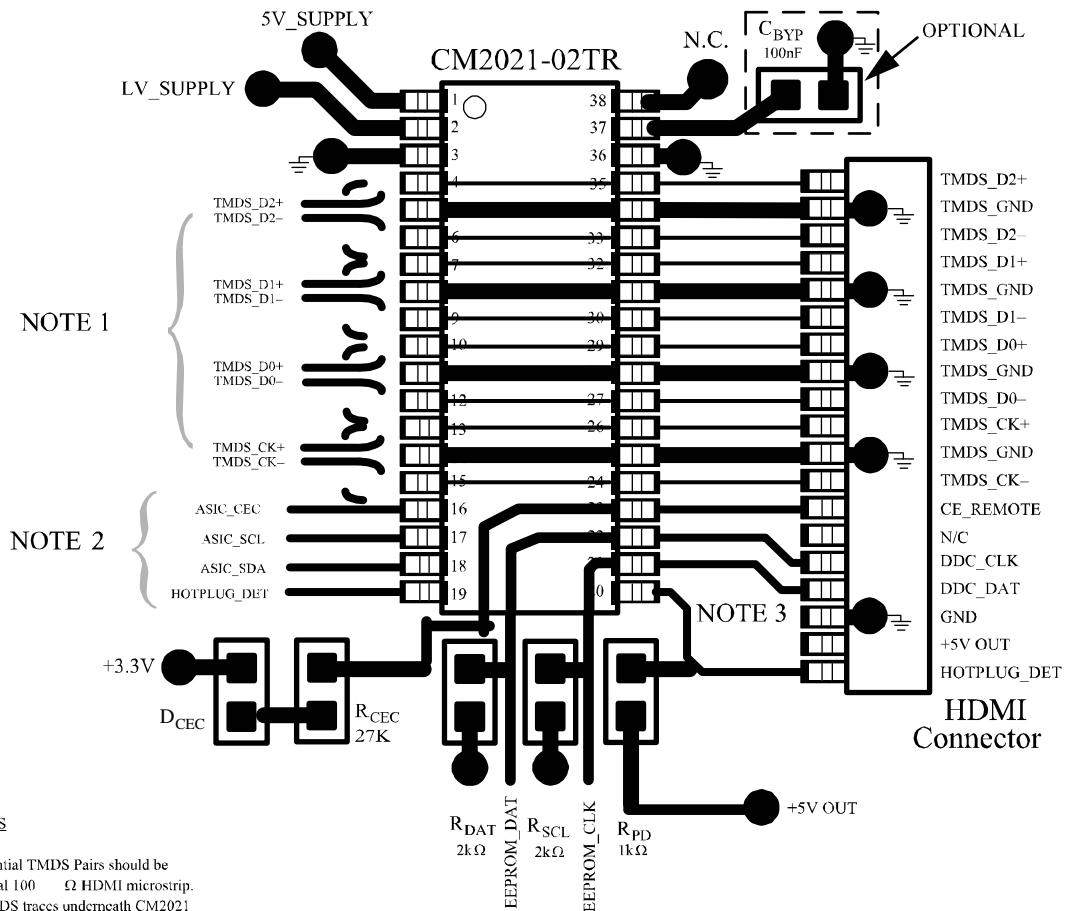 5V_SUPPLY
LV_SUPPLY
CM2021-02TR
N.C.
C_BYP
100nF
OPTIONAL
1
2
3
4
6
7
9
10
12
13
15
16
17
18
19
38
37
36
35
33
32
30
29
27
26
24
23
22
21
20
TMDS_D2+
TMDS_D2–
TMDS_D1+
TMDS_D1–
TMDS_D0+
TMDS_D0–
TMDS_CK+
TMDS_CK–
NOTE 1
ASIC_CEC
ASIC_SCL
ASIC_SDA
HOTPLUG_DET
NOTE 2
TMDS_D2+
TMDS_GND
TMDS_D2–
TMDS_D1+
TMDS_GND
TMDS_D1–
TMDS_D0+
TMDS_GND
TMDS_D0–
TMDS_CK+
TMDS_GND
TMDS_CK–
CE_REMOTE
N/C
DDC_CLK
DDC_DAT
GND
+5V OUT
HOTPLUG_DET
NOTE 3
HDMI
Connector
+3.3V
D_CEC
R_CEC
27K
R_DAT
2kΩ
EEPROM_DAT
R_SCL
2kΩ
EEPROM_CLK
R_PD
1kΩ
+5V OUT
S
ntial TMDS Pairs should be
al 100 Ω HDMI microstrip.
DS traces underneath CM2021